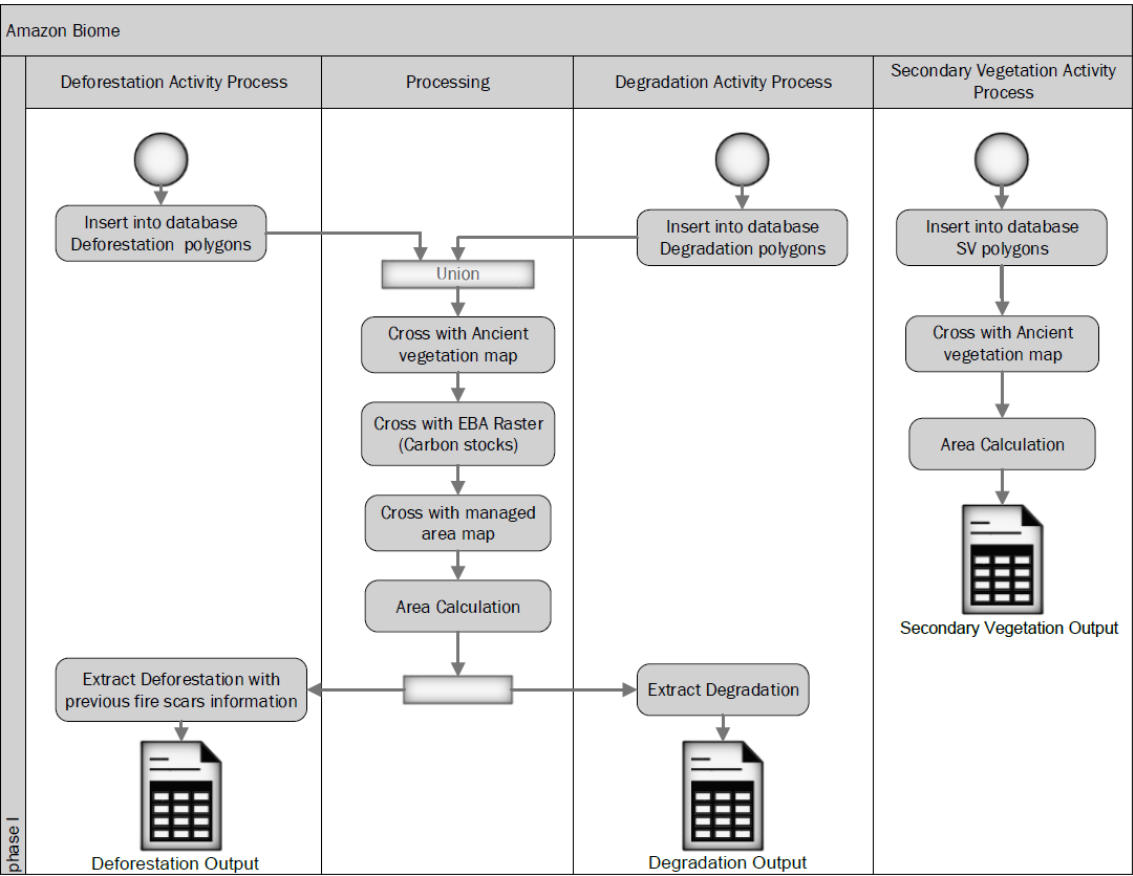 Amazon Biome
phase I
Deforestation Activity Process
Processing
Degradation Activity Process
Secondary Vegetation Activity
Process
Insert into database
Deforestation polygons
Insert into database
Degradation polygons
Insert into database
SV polygons
Union
Cross with Ancient
vegetation map
Cross with EBA Raster
(Carbon stocks)
Cross with managed
area map
Area Calculation
Cross with Ancient
vegetation map
Area Calculation
Secondary Vegetation Output
Extract Deforestation with
previous fire scars information
Extract Degradation
Deforestation Output
Degradation Output